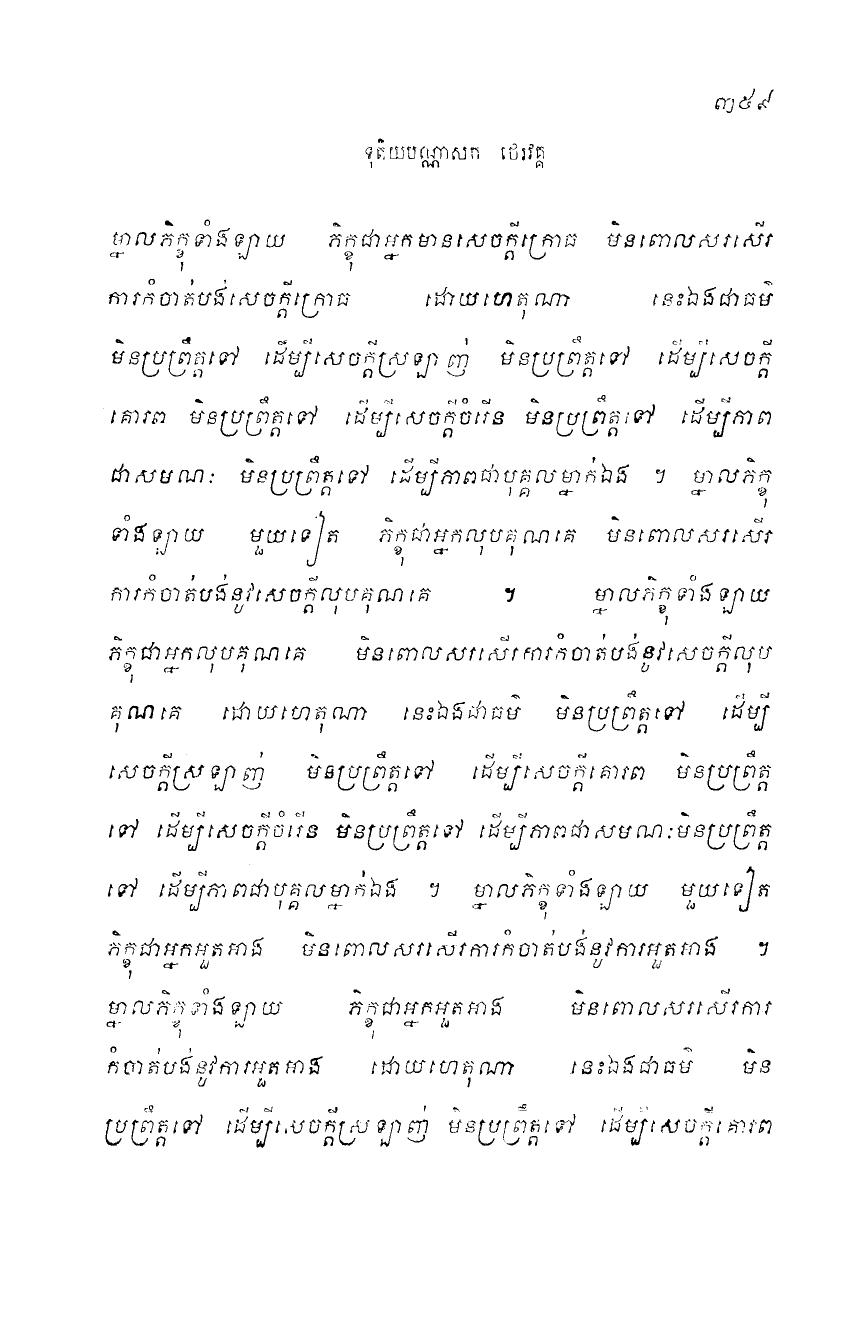 ៣៥៩
ទុតិយបណ្ណាសក ថេរវគ្គ
ម្នាលភិក្ខុទាំងឡាយ ភិក្ខុជាអ្នកមានសេចក្តីក្រោធ មិនពោលសរសើរ
ការកំចាត់បង់សេចក្តីក្រោធ ដោយហេតុណា នេះឯងជាធម៌
មិនប្រព្រឹត្តទៅ ដើម្បីសេចក្តីស្រឡាញ់ មិនប្រព្រឹត្តទៅ ដើម្បីសេចក្តី
គោរព មិនប្រព្រឹត្តទៅ ដើម្បីសេចក្តីចំរើន មិនប្រព្រឹត្តទៅ ដើម្បីភាព
ជាសមណៈ មិនប្រព្រឹត្តទៅ ដើម្បីភាពជាបុគ្គលម្នាក់ឯង ។ ម្នាលភិក្ខុ
ទាំងឡាយ មួយទៀត ភិក្ខុជាអ្នកលុបគុណគេ មិនពោលសរសើរ
ការកំចាត់បង់នូវសេចក្តីលុបគុណគេ ។ ម្នាលភិក្ខុទាំងឡាយ
ភិក្ខុជាអ្នកលុបគុណគេ មិនពោលសរសើរការកំចាត់បង់នូវសេចក្តីលុប
គុណគេ ដោយហេតុណា នេះឯងជាធម៌ មិនប្រព្រឹត្តទៅ ដើម្បី
សេចក្តីស្រឡាញ់ មិនប្រព្រឹត្តទៅ ដើម្បីសេចក្តីគោរព មិនប្រព្រឹត្ត
ទៅ ដើម្បីសេចក្តីចំរើន មិនប្រព្រឹត្តទៅ ដើម្បីភាពជាសមណៈមិនប្រព្រឹត្ត
ទៅ ដើម្បីភាពជាបុគ្គលម្នាក់ឯង ។ ម្នាលភិក្ខុទាំងឡាយ មួយទៀត
ភិក្ខុជាអ្នកអួតអាង មិនពោលសរសើរការកំចាត់បង់នូវការអួតអាង ។
ម្នាលភិក្ខុទាំងឡាយ ភិក្ខុជាអ្នកអួតអាង មិនពោលសរសើរការ
កំចាត់បង់នូវការអួតអាង ដោយហេតុណា នេះឯងជាធម៌ មិន
ប្រព្រឹត្តទៅ ដើម្បីសេចក្តីស្រឡាញ់ មិនប្រព្រឹត្តទៅ ដើម្បីសេចក្តីគោរព